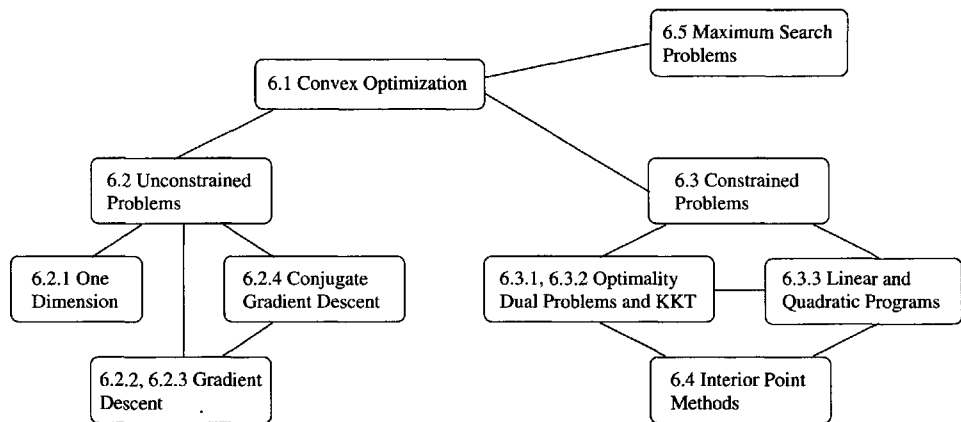 6.5 Maximum Search
Problems
6.1 Convex Optimization
6.2 Unconstrained
Problems
6.3 Constrained
Problems
6.2.1 One
Dimension
6.2.4 Conjugate
Gradient Descent
6.3.1, 6.3.2 Optimality
Dual Problems and KKT
6.3.3 Linear and
Quadratic Programs
6.2.2, 6.2.3 Gradient
Descent
6.4 Interior Point
Methods